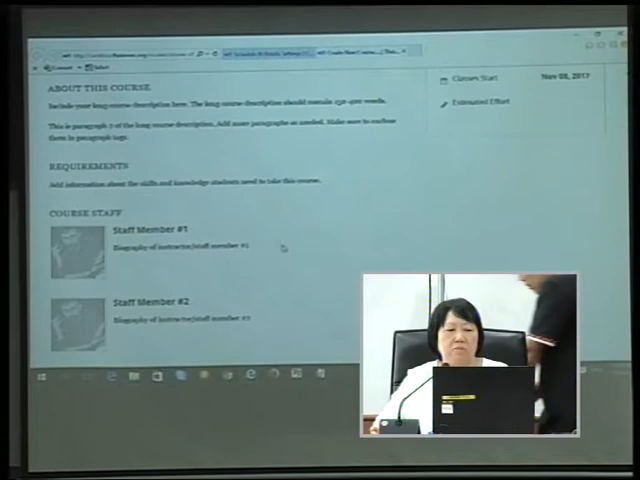 ABOUT THIS COURSE
Include your long course description here. The long course description should contain 150-400 words.
This is paragraph 2 of the long course description. Add more paragraphs as needed. Make sure to enclose
them in paragraph tags.
REQUIREMENTS
Add information about the skills and knowledge students need to take this course.
COURSE STAFF
Staff Member #1
Biography of instructor/staff member #1
Staff Member #2
Biography of instructor/staff member #2
Classes Start
Nov 08, 2017
Estimated Effort